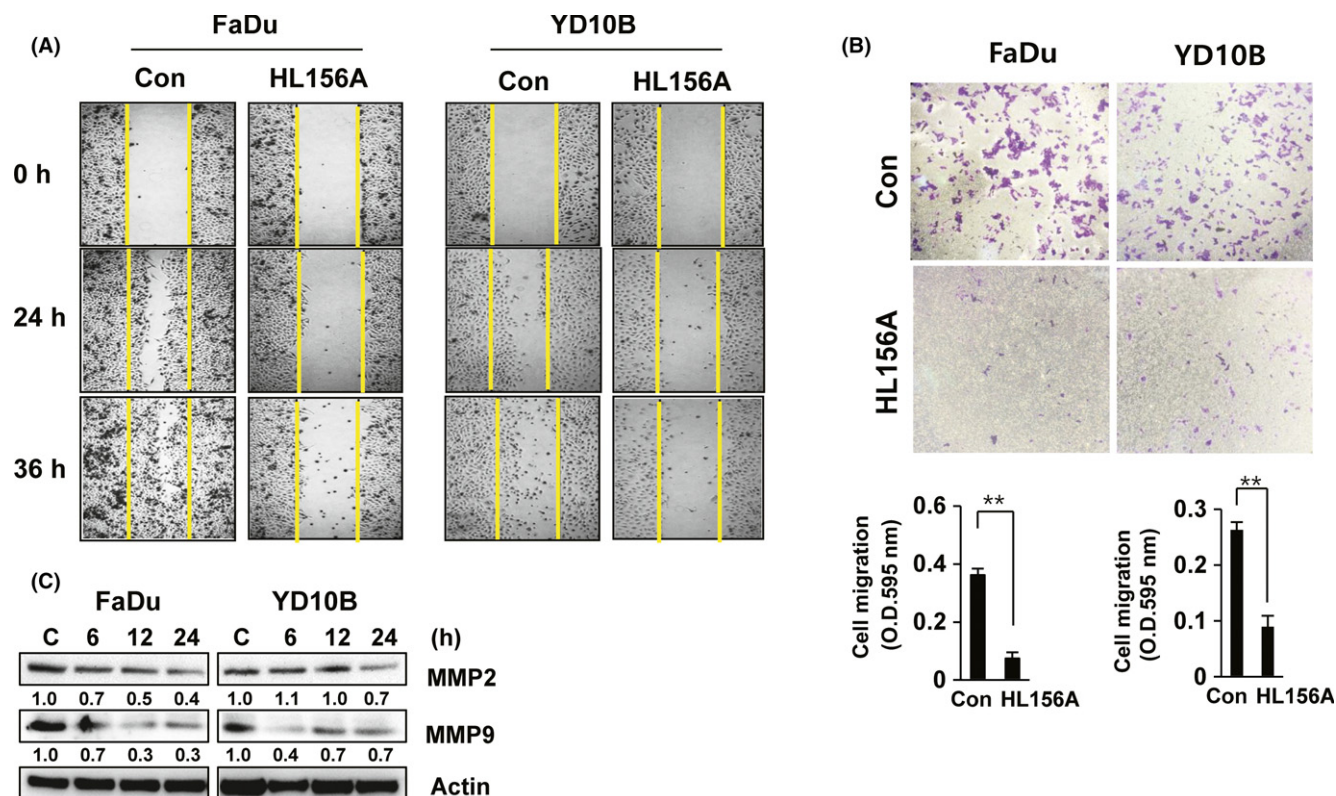 (A)
FaDu
YD10B
Con
HL156A
Con
HL156A
0 h
24 h
36 h
(B)
FaDu
YD10B
Con
HL156A
Cell migration
(O.D.595 nm)
0.6
0.4
0.2
0
**
Con HL156A
Cell migration
(O.D.595 nm)
0.3
0.1
0
**
Con HL156A
(C)
FaDu
YD10B
C 6 12 24
C 6 12 24
(h)
MMP2
1.0 0.7 0.5 0.4
1.0 1.1 1.0 0.7
MMP9
1.0 0.7 0.3 0.3
1.0 0.4 0.7 0.7
Actin